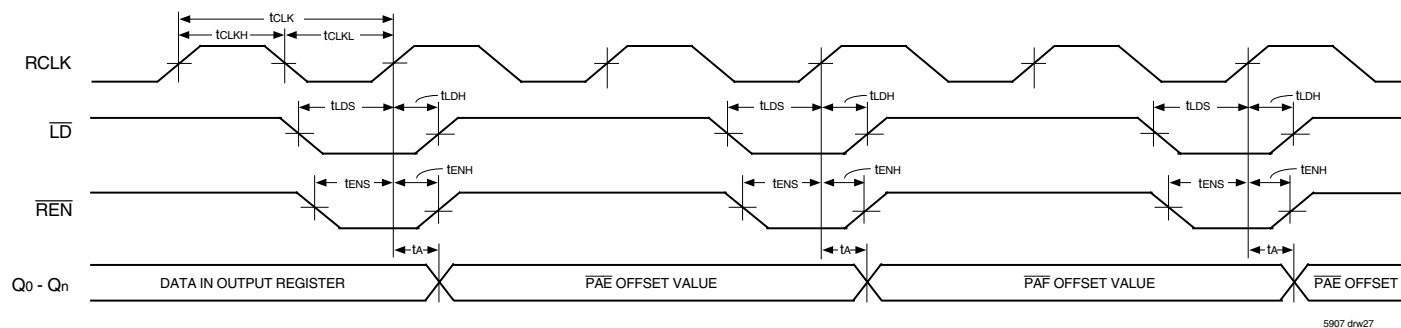 tCLK
tCLKH
tCLKL
RCLK
tLDS
tLDH
tLDS
tLDH
tLDS
tLDH
LD
tENS
tENH
tENS
tENH
tENS
tENH
REN
tA
tA
tA
Q0 - Qn
DATA IN OUTPUT REGISTER
PAE OFFSET VALUE
PAF OFFSET VALUE
PAE OFFSET
5907 drw27